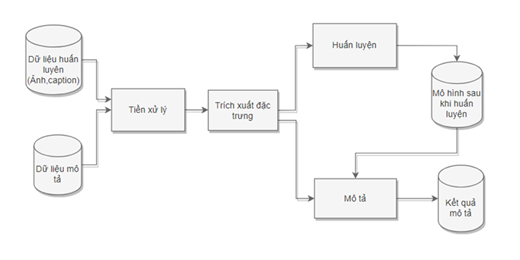 Dữ liệu huấn
luyện
(Ảnh,caption)
Dữ liệu mô
tả
Tiền xử lý
Trích xuất đặc
trưng
Huấn luyện
Mô hình sau
khi huấn
luyện
Mô tả
Kết quả
mô tả